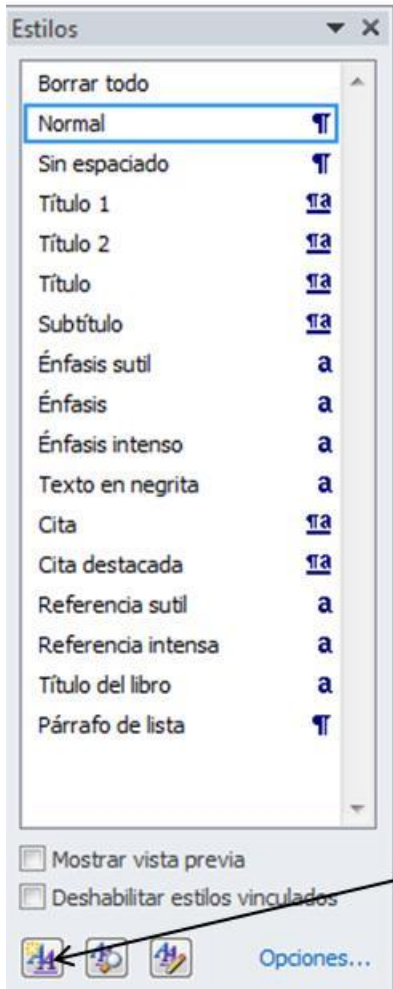 Estilos
Borrar todo
Normal ¶
Sin espaciado ¶
Título 1 ¶a
Título 2 ¶a
Título ¶a
Subtítulo ¶a
Énfasis sutil a
Énfasis a
Énfasis intenso a
Texto en negrita a
Cita ¶a
Cita destacada ¶a
Referencia sutil a
Referencia intensa a
Título del libro a
Párrafo de lista ¶
Mostrar vista previa
Deshabilitar estilos vinculados
Opciones...